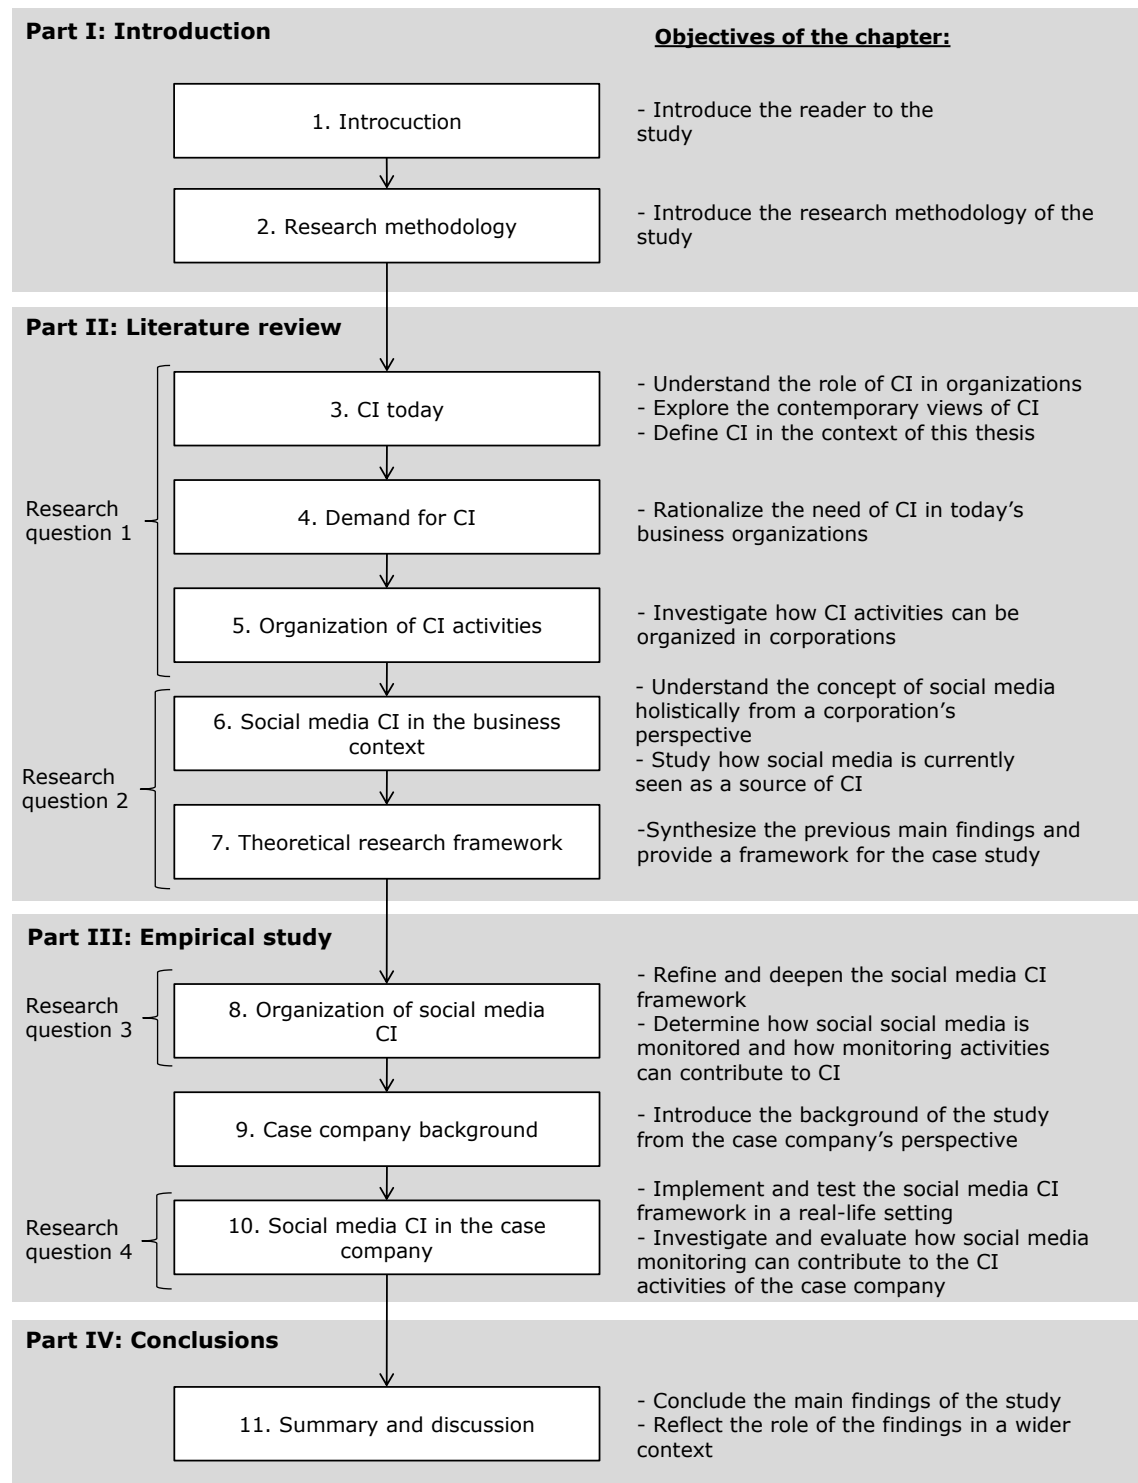 Part I: Introduction
Objectives of the chapter:
1. Introcuction
- Introduce the reader to the
study
2. Research methodology
- Introduce the research methodology of the
study
Part II: Literature review
Research
question 1
3. CI today
- Understand the role of CI in organizations
- Explore the contemporary views of CI
- Define CI in the context of this thesis
4. Demand for CI
- Rationalize the need of CI in today’s
business organizations
5. Organization of CI activities
- Investigate how CI activities can be
organized in corporations
Research
question 2
6. Social media CI in the business
context
- Understand the concept of social media
holistically from a corporation’s
perspective
- Study how social media is currently
seen as a source of CI
7. Theoretical research framework
-Synthesize the previous main findings and
provide a framework for the case study
Part III: Empirical study
Research
question 3
8. Organization of social media
CI
- Refine and deepen the social media CI
framework
- Determine how social social media is
monitored and how monitoring activities
can contribute to CI
9. Case company background
- Introduce the background of the study
from the case company’s perspective
Research
question 4
10. Social media CI in the case
company
- Implement and test the social media CI
framework in a real-life setting
- Investigate and evaluate how social media
monitoring can contribute to the CI
activities of the case company
Part IV: Conclusions
11. Summary and discussion
- Conclude the main findings of the study
- Reflect the role of the findings in a wider
context